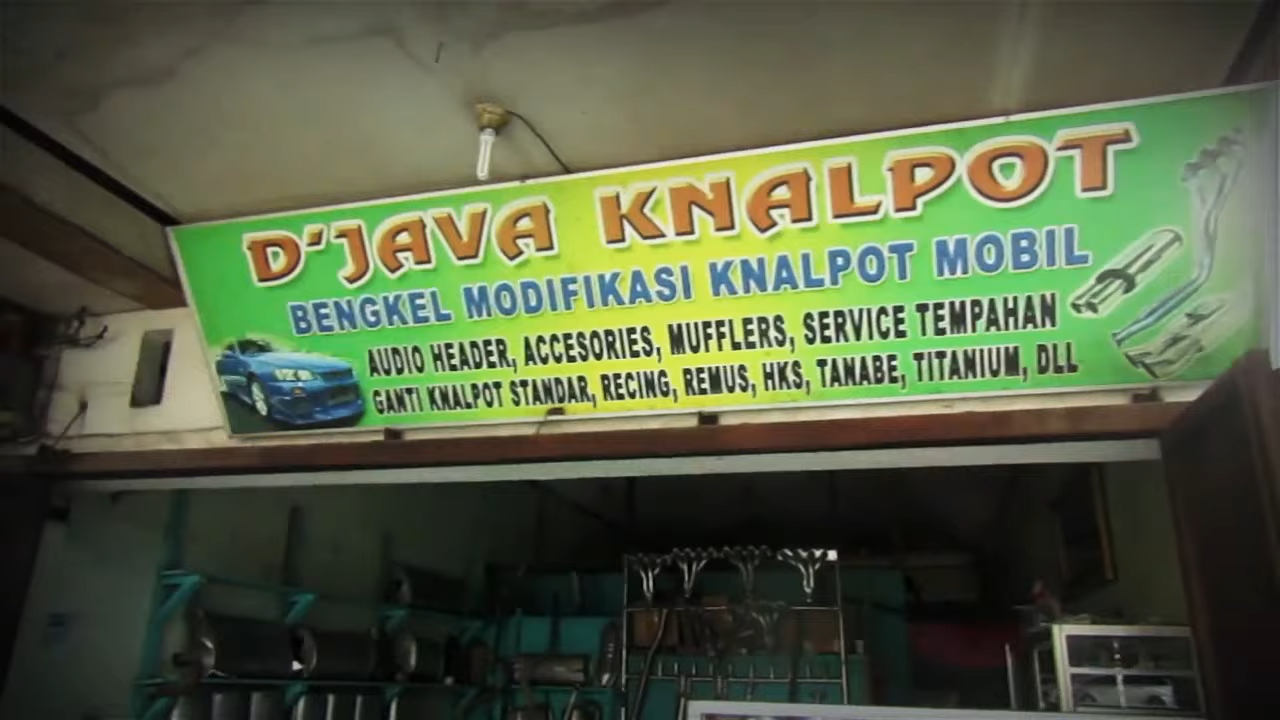 D'JAVA KNALPOT
BENGKEL MODIFIKASI KNALPOT MOBIL
AUDIO HEADER, ACCESORIES, MUFFLERS, SERVICE TEMPAHAN
GANTI KNALPOT STANDAR, RECING, REMUS, HKS, TANABE, TITANIUM, DLL